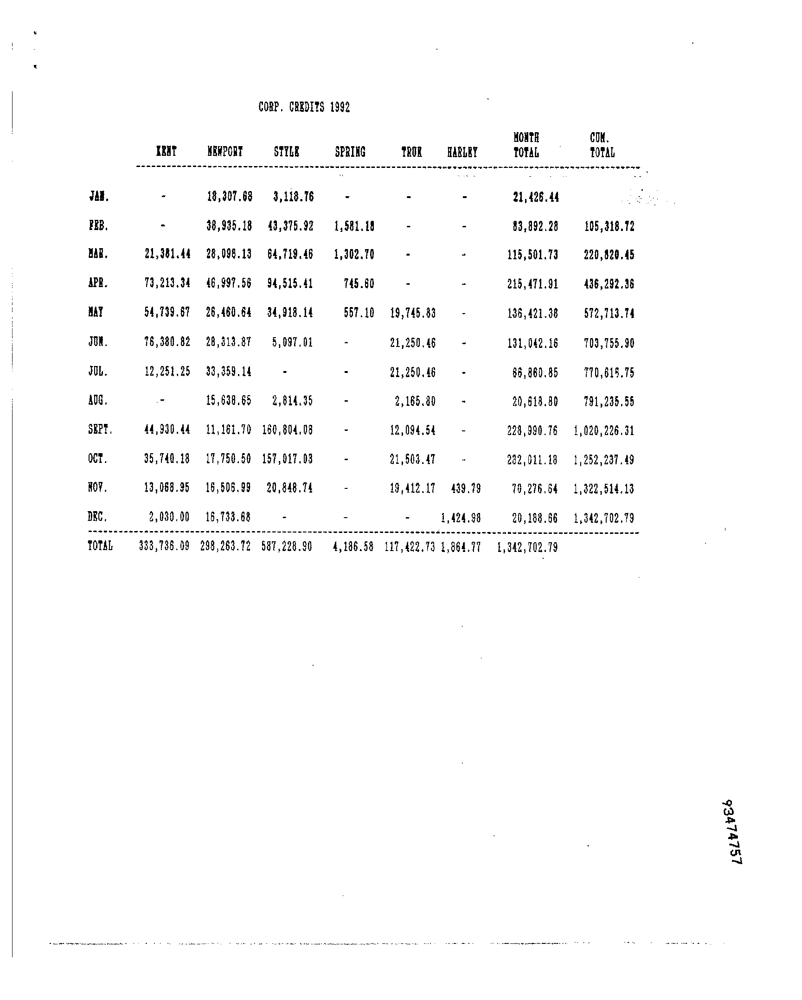 CORP. CREDITS 1992
MONTH CUM.
KENT NEWPORT STYLE SPRING TRUE HARLEY TOTAL TOTAL
JAN. - 18,307.68 3,118.76 - - - 21,426.44
FEB. - 38,935.18 43,375.92 1,581.18 - - 83,892.28 105,318.72
MAR. 21,381.44 28,098.13 64,719.46 1,302.70 - - 115,501.73 220,820.45
APR. 73,213.34 46,997.56 94,515.41 745.60 - - 215,471.91 436,292.36
MAY 54,739.67 26,460.64 34,918.14 557.10 19,745.83 - 136,421.38 572,713.74
JUN. 76,380.82 28,313.87 5,097.01 - 21,250.46 - 131,042.16 703,755.90
JUL. 12,251.25 33,359.14 - - 21,250.46 - 66,860.85 770,616.75
AUG. - 15,638.65 2,814.35 - 2,165.80 - 20,618.80 791,235.55
SEPT. 44,930.44 11,161.70 160,804.08 - 12,094.54 - 228,990.76 1,020,226.31
OCT. 35,740.18 17,750.50 157,017.03 - 21,503.47 - 232,011.18 1,252,237.49
NOV. 13,068.95 16,506.99 20,848.74 - 19,412.17 439.79 70,276.64 1,322,514.13
DEC. 2,030.00 16,733.68 - - - 1,424.98 20,188.66 1,342,702.79
TOTAL 333,736.09 298,263.72 587,228.90 4,186.58 117,422.73 1,864.77 1,342,702.79
93474757